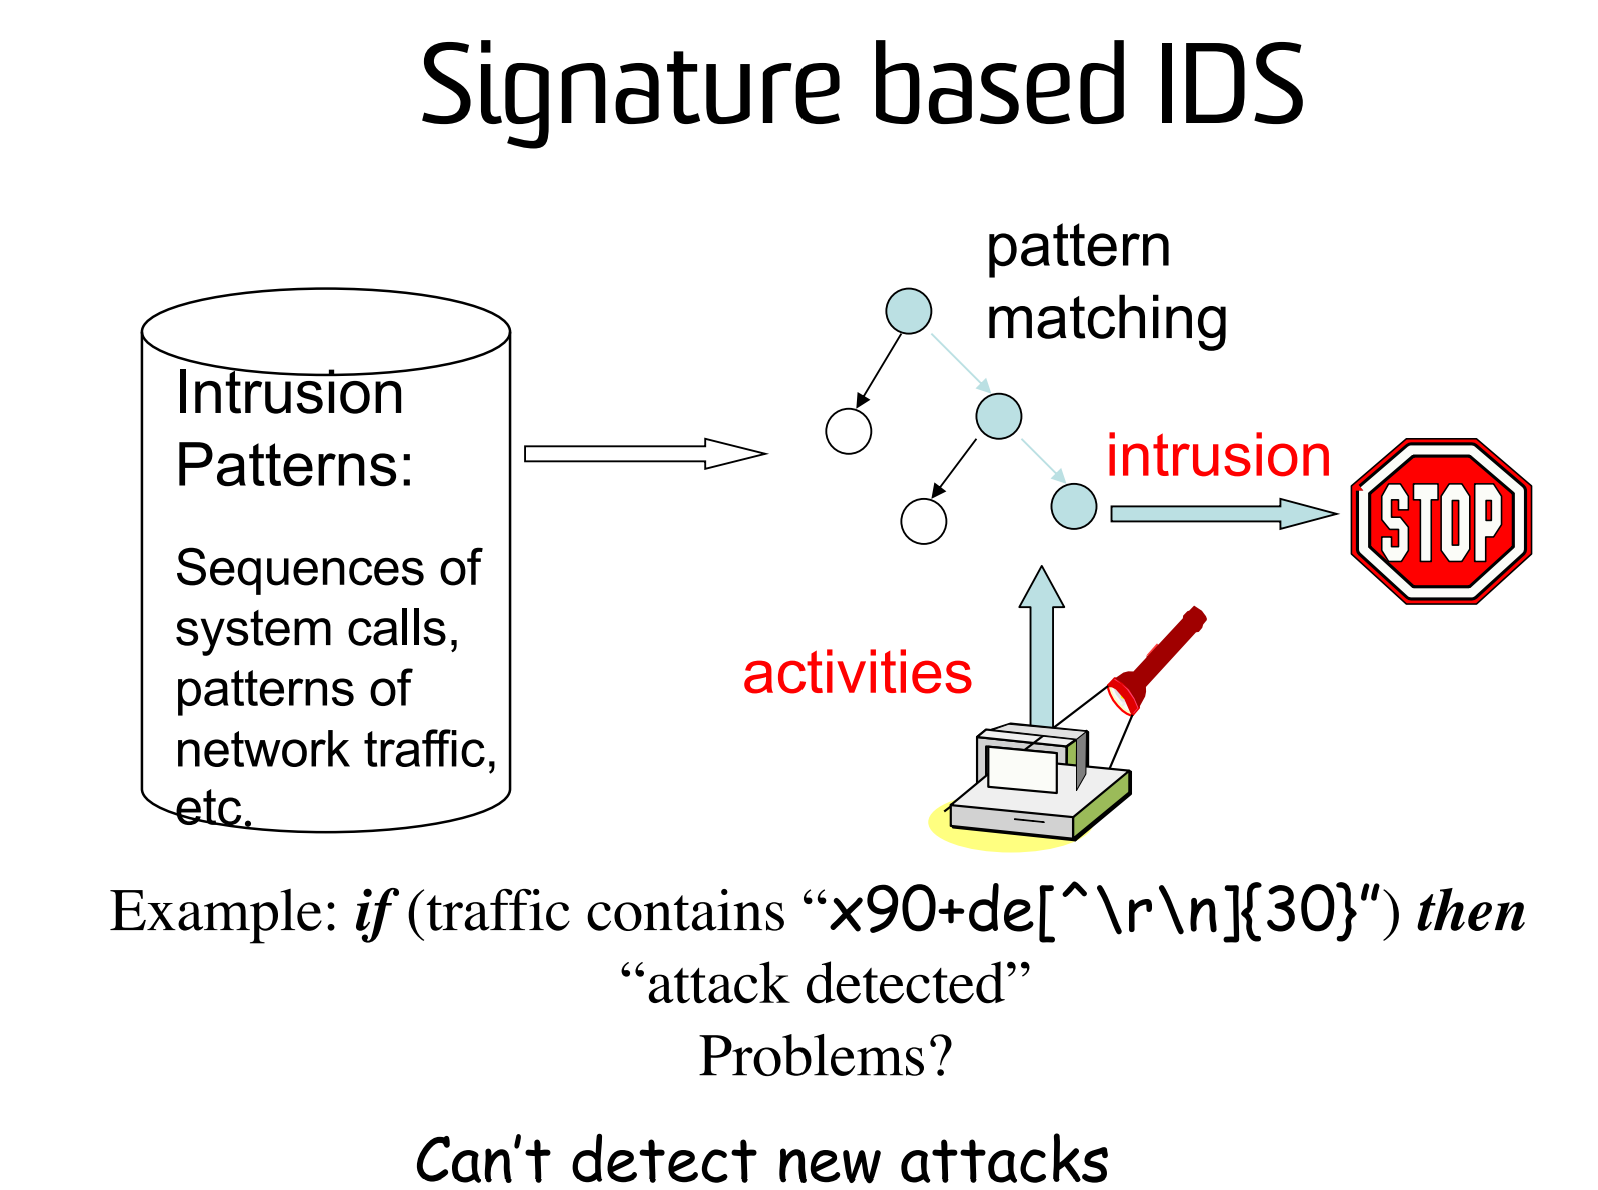 Signature based IDS
pattern
matching
Intrusion
Patterns:
Sequences of
system calls,
patterns of
network traffic,
etc.
intrusion
STOP
activities
Example: if (traffic contains “x90+de[^\r\n]{30}”) then
“attack detected”
Problems?
Can’t detect new attacks